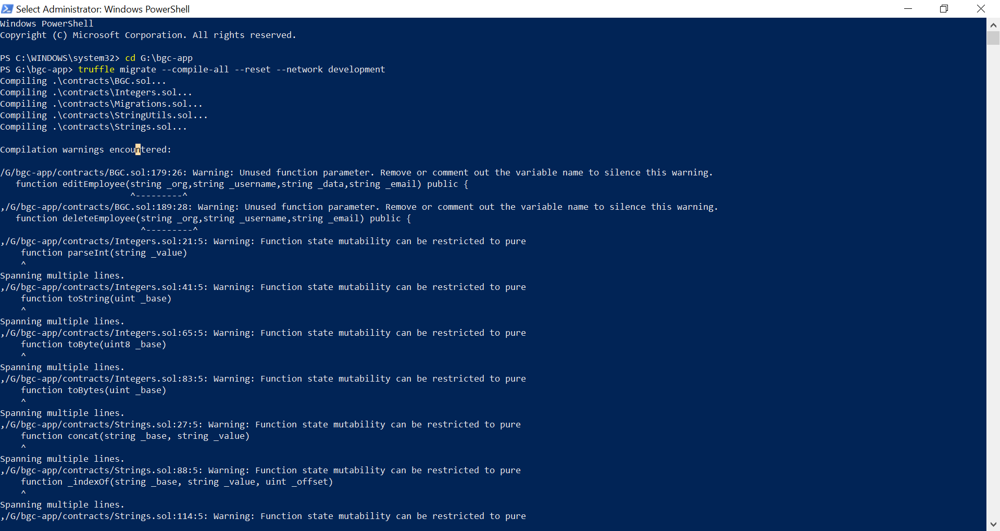 Select Administrator: Windows PowerShell
Windows PowerShell
Copyright (C) Microsoft Corporation. All rights reserved.
PS C:\WINDOWS\system32> cd G:\bgc-app
PS G:\bgc-app> truffle migrate --compile-all --reset --network development
Compiling .\contracts\BGC.sol...
Compiling .\contracts\Integers.sol...
Compiling .\contracts\Migrations.sol...
Compiling .\contracts\StringUtils.sol...
Compiling .\contracts\Strings.sol...
Compilation warnings encountered:
/G/bgc-app/contracts/BGC.sol:179:26: Warning: Unused function parameter. Remove or comment out the variable name to silence this warning.
   function editEmployee(string _org,string _username,string _data,string _email) public {
                         ^---------^
,/G/bgc-app/contracts/BGC.sol:189:28: Warning: Unused function parameter. Remove or comment out the variable name to silence this warning.
   function deleteEmployee(string _org,string _username,string _email) public {
                           ^---------^
,/G/bgc-app/contracts/Integers.sol:21:5: Warning: Function state mutability can be restricted to pure
    function parseInt(string _value)
    ^
Spanning multiple lines.
,/G/bgc-app/contracts/Integers.sol:41:5: Warning: Function state mutability can be restricted to pure
    function toString(uint _base)
    ^
Spanning multiple lines.
,/G/bgc-app/contracts/Integers.sol:65:5: Warning: Function state mutability can be restricted to pure
    function toByte(uint8 _base)
    ^
Spanning multiple lines.
,/G/bgc-app/contracts/Integers.sol:83:5: Warning: Function state mutability can be restricted to pure
    function toBytes(uint _base)
    ^
Spanning multiple lines.
,/G/bgc-app/contracts/Strings.sol:27:5: Warning: Function state mutability can be restricted to pure
    function concat(string _base, string _value)
    ^
Spanning multiple lines.
,/G/bgc-app/contracts/Strings.sol:88:5: Warning: Function state mutability can be restricted to pure
    function _indexOf(string _base, string _value, uint _offset)
    ^
Spanning multiple lines.
,/G/bgc-app/contracts/Strings.sol:114:5: Warning: Function state mutability can be restricted to pure